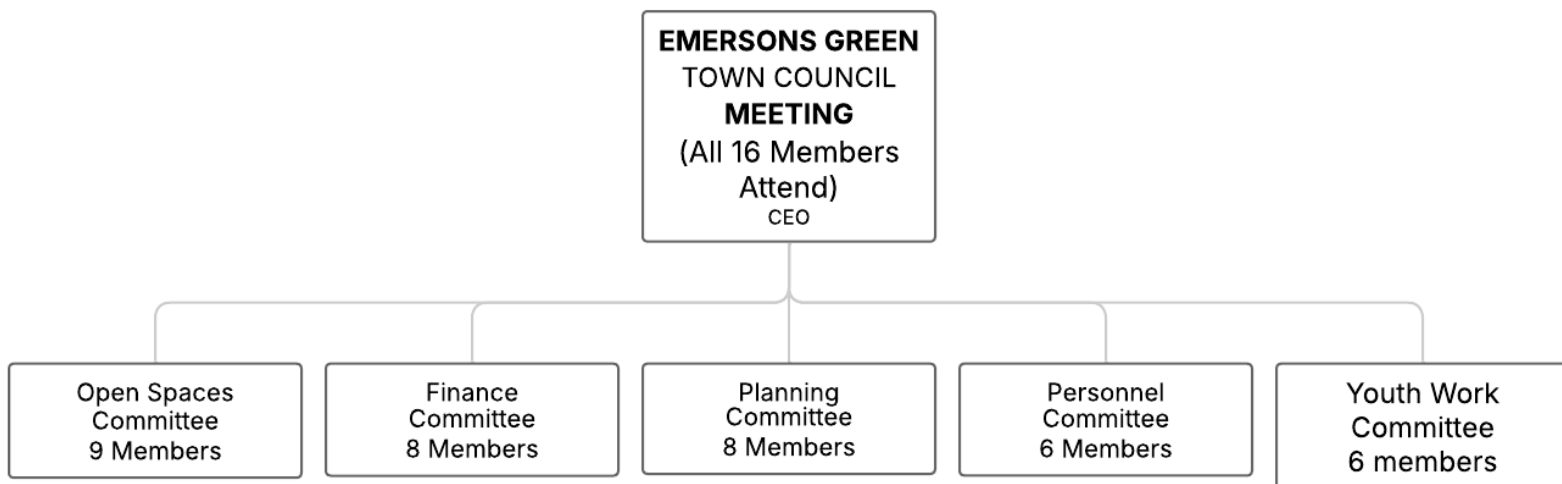 EMERSONS GREEN
TOWN COUNCIL
MEETING
(All 16 Members
Attend)
CEO
Open Spaces
Committee
9 Members
Finance
Committee
8 Members
Planning
Committee
8 Members
Personnel
Committee
6 Members
Youth Work
Committee
6 members